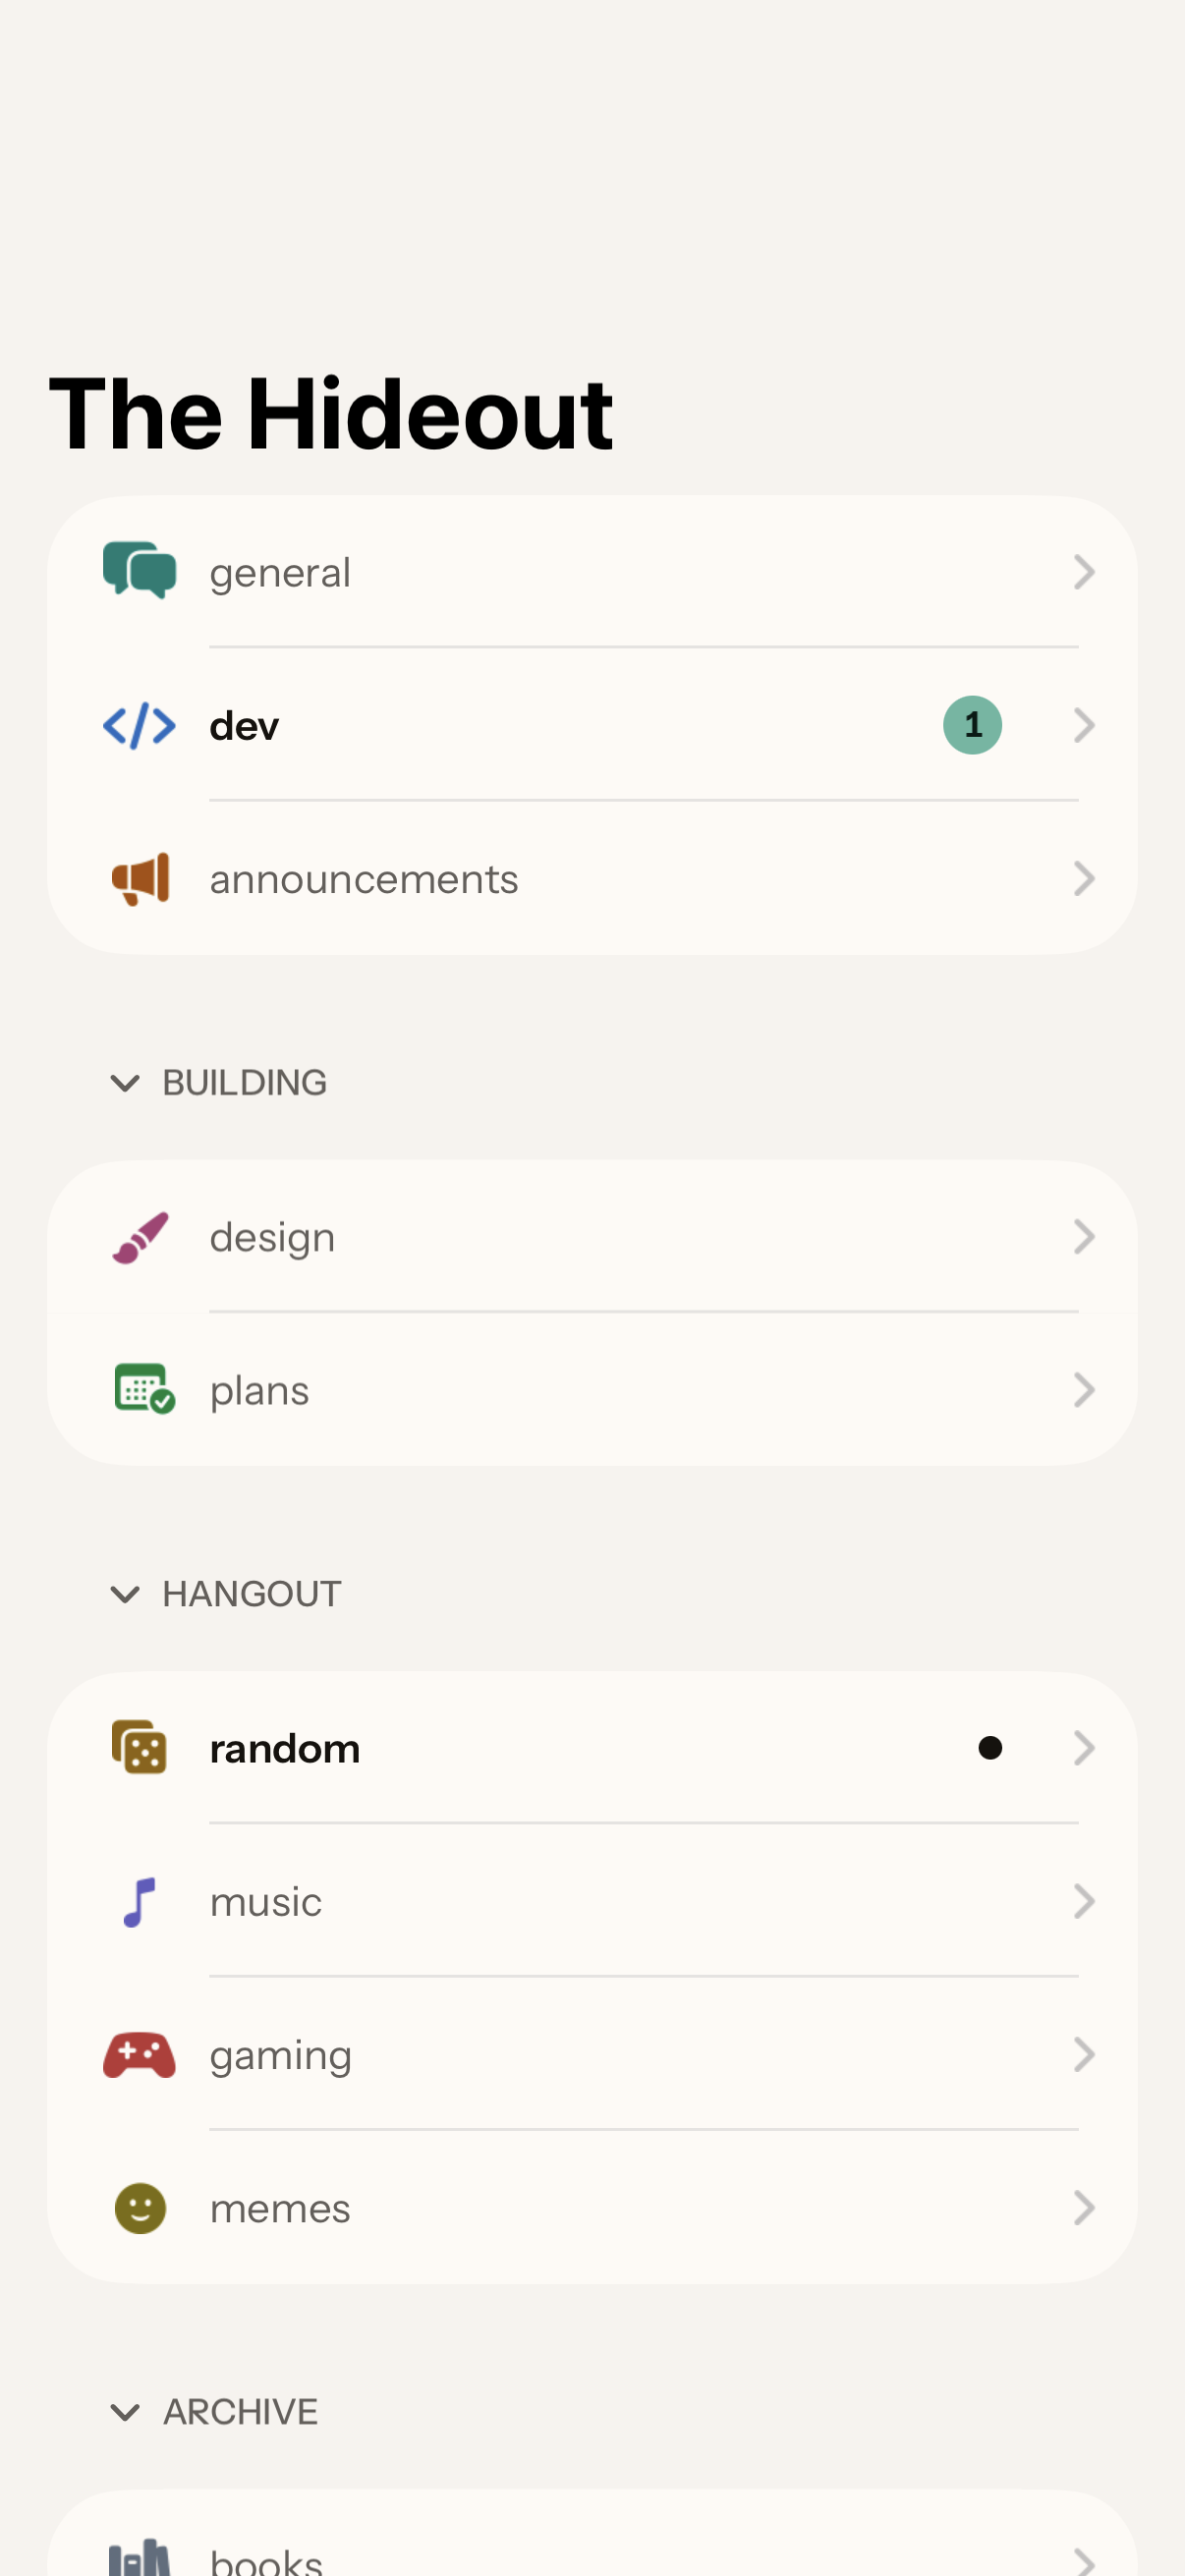 The Hideout
general
dev
1
announcements
BUILDING
design
plans
HANGOUT
random
music
gaming
memes
ARCHIVE
books